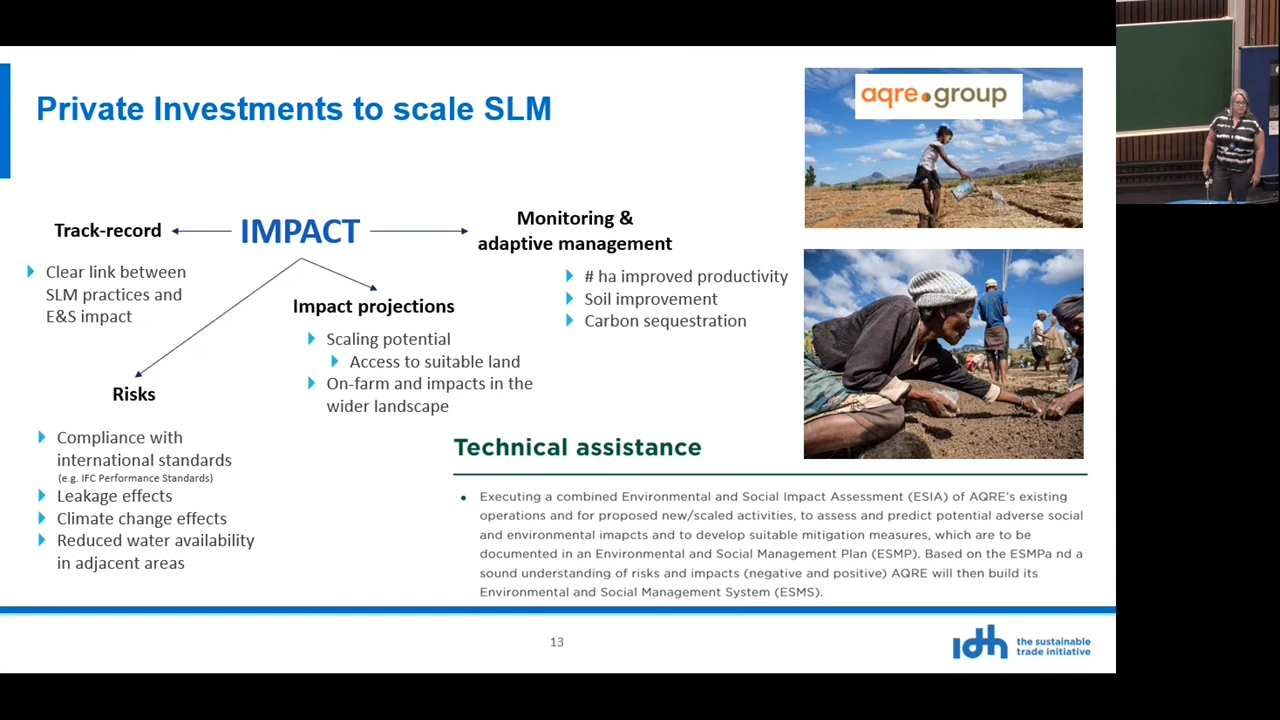 Private Investments to scale SLM
aqre.group
Track-record
IMPACT
Monitoring &
adaptive management
Clear link between
SLM practices and
E&S impact
# ha improved productivity
Soil improvement
Carbon sequestration
Impact projections
Scaling potential
Access to suitable land
On-farm and impacts in the
wider landscape
Risks
Compliance with
international standards
(e.g. IFC Performance Standards)
Leakage effects
Climate change effects
Reduced water availability
in adjacent areas
Technical assistance
Executing a combined Environmental and Social Impact Assessment (ESIA) of AQRE's existing
operations and for proposed new/scaled activities, to assess and predict potential adverse social
and environmental imapcts and to develop suitable mitigation measures, which are to be
documented in an Environmental and Social Management Plan (ESMP). Based on the ESMPa nd a
sound understanding of risks and impacts (negative and positive) AQRE will then build its
Environmental and Social Management System (ESMS).
13
idh
the sustainable
trade initiative